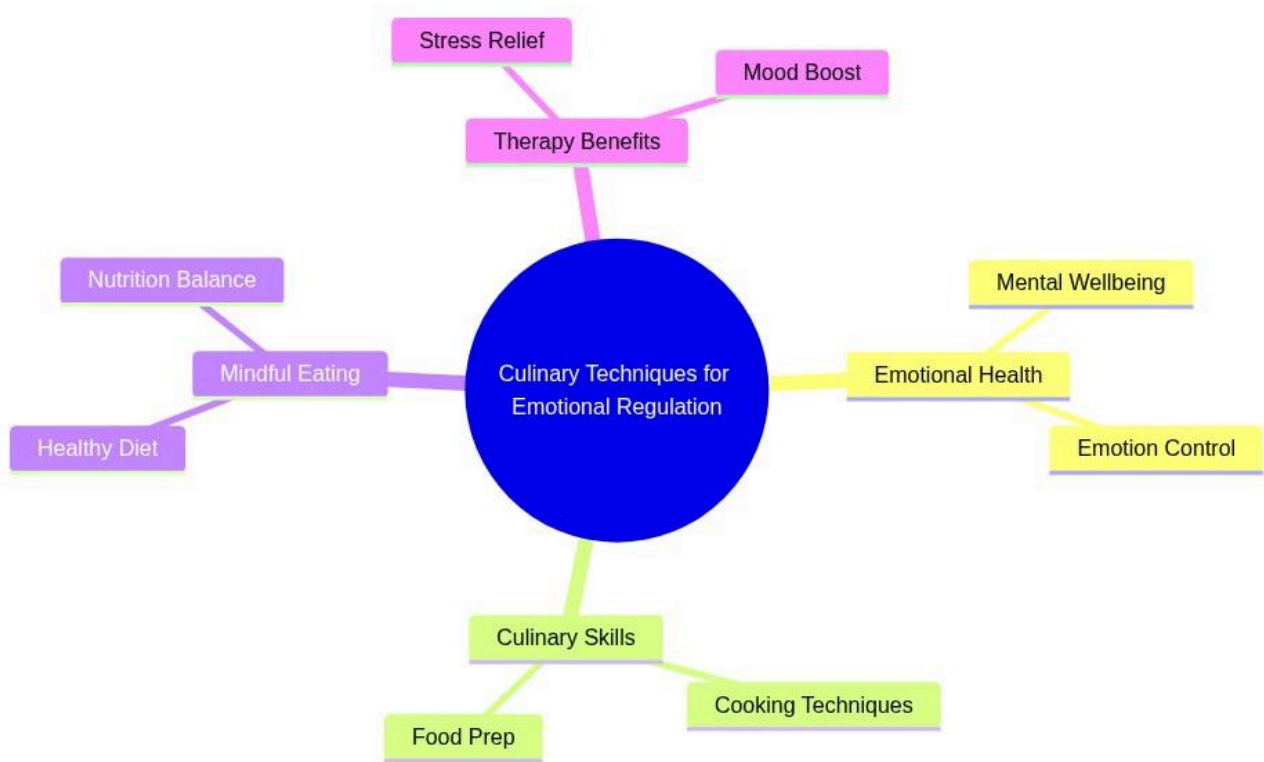 Stress Relief
Mood Boost
Therapy Benefits
Nutrition Balance
Mental Wellbeing
Mindful Eating
Culinary Techniques for
Emotional Regulation
Emotional Health
Healthy Diet
Emotion Control
Culinary Skills
Cooking Techniques
Food Prep